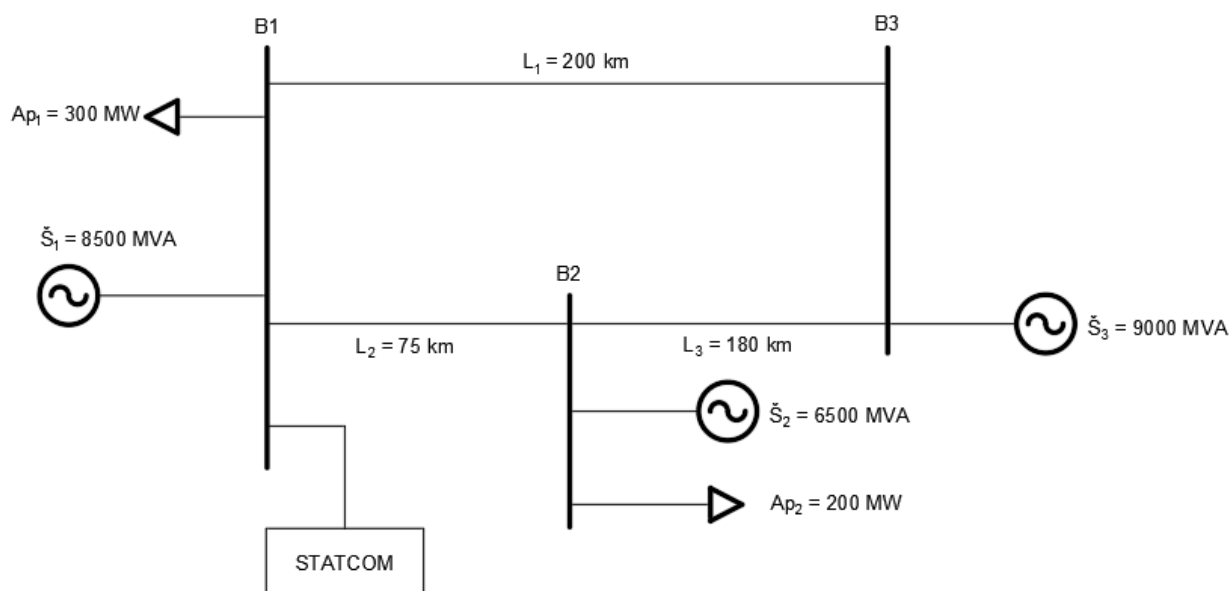 B1
B3
L₁ = 200 km
Ap₁ = 300 MW
Š₁ = 8500 MVA
B2
L₂ = 75 km
L₃ = 180 km
Š₃ = 9000 MVA
Š₂ = 6500 MVA
Ap₂ = 200 MW
STATCOM